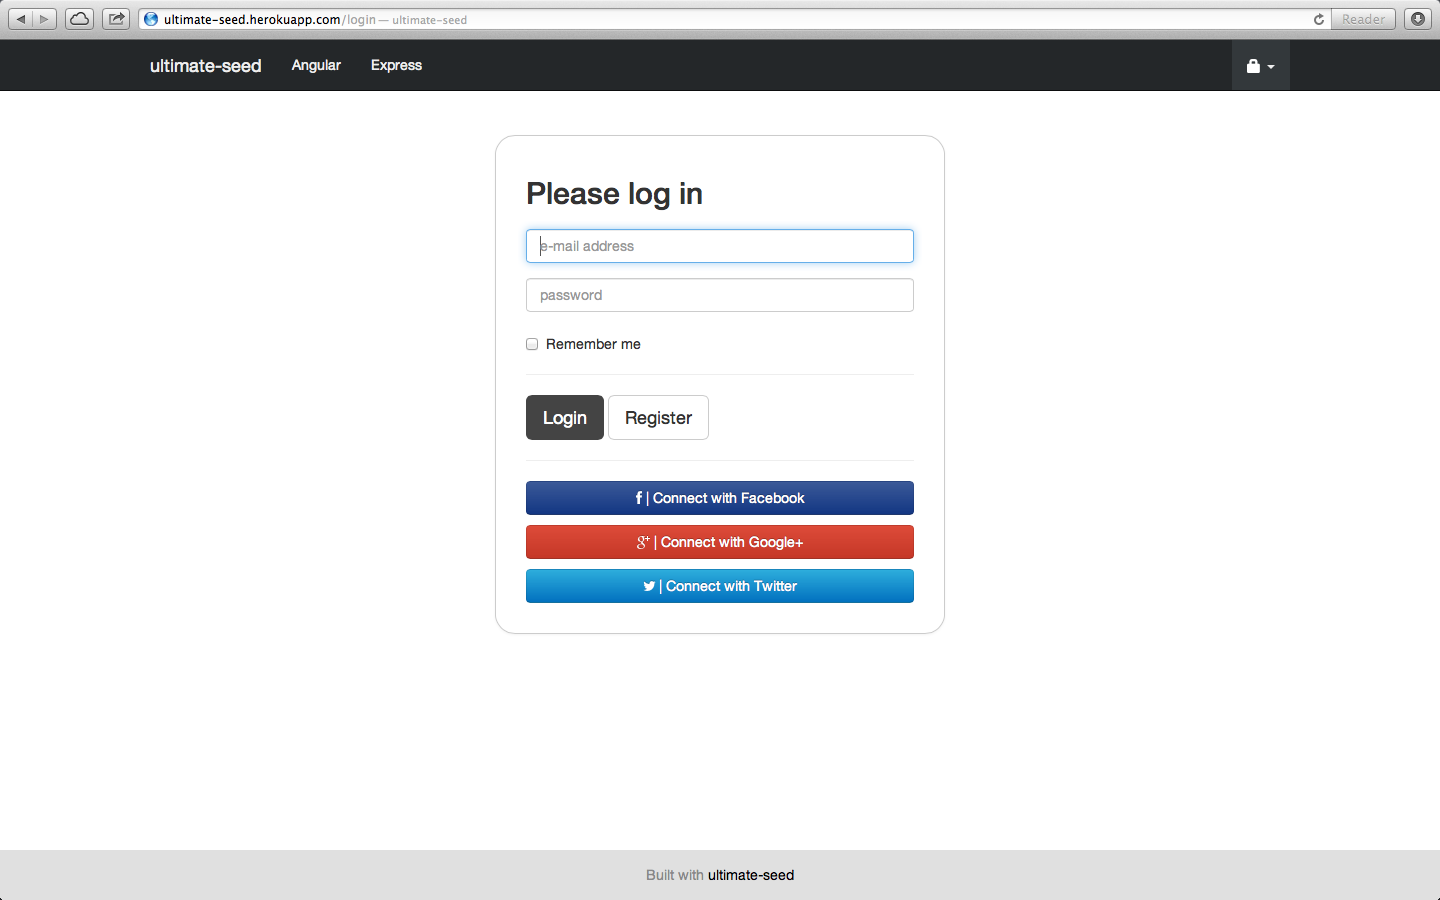 ultimate-seed.herokuapp.com/login — ultimate-seed
Reader
ultimate-seed Angular Express
Please log in
e-mail address
password
Remember me
Login Register
f | Connect with Facebook
g+ | Connect with Google+
| Connect with Twitter
Built with ultimate-seed